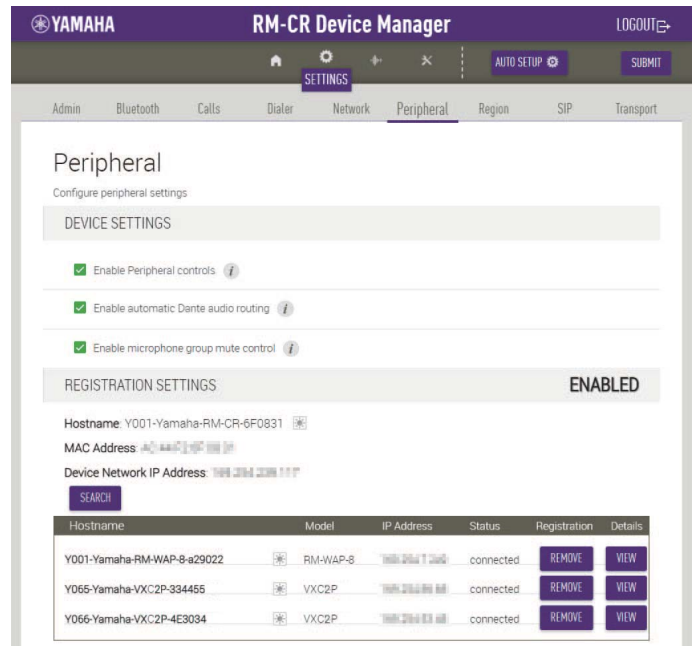 YAMAHA RM-CR Device Manager LOGOUT
SETTINGS AUTO SETUP SUBMIT
Admin Bluetooth Calls Dialer Network Peripheral Region SIP Transport
Peripheral
Configure peripheral settings
DEVICE SETTINGS
Enable Peripheral controls i
Enable automatic Dante audio routing i
Enable microphone group mute control i
REGISTRATION SETTINGS ENABLED
Hostname: Y001-Yamaha-RM-CR-6F0831
MAC Address:
Device Network IP Address:
SEARCH
Hostname Model IP Address Status Registration Details
Y001-Yamaha-RM-WAP-8-a29022 RM-WAP-8 connected REMOVE VIEW
Y065-Yamaha-VXC2P-334455 VXC2P connected REMOVE VIEW
Y066-Yamaha-VXC2P-4E3034 VXC2P connected REMOVE VIEW